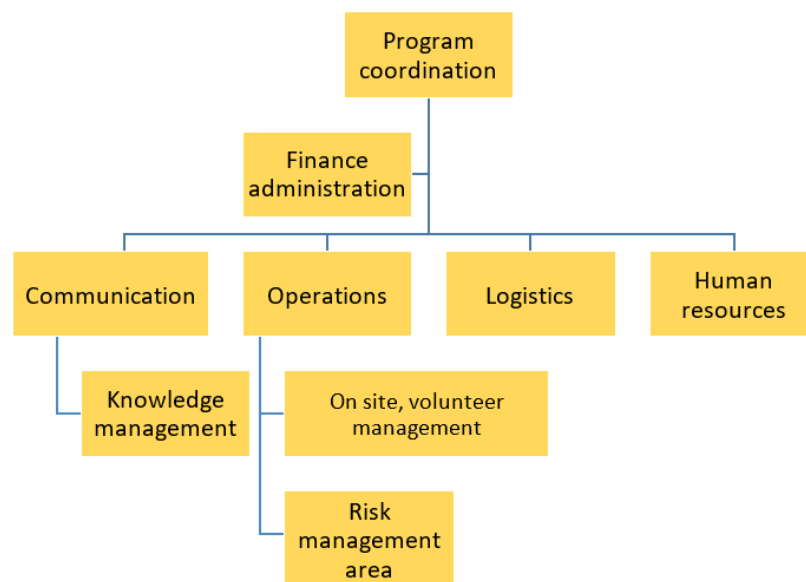 Program
coordination
Finance
administration
Communication
Operations
Logistics
Human
resources
Knowledge
management
On site, volunteer
management
Risk
management
area